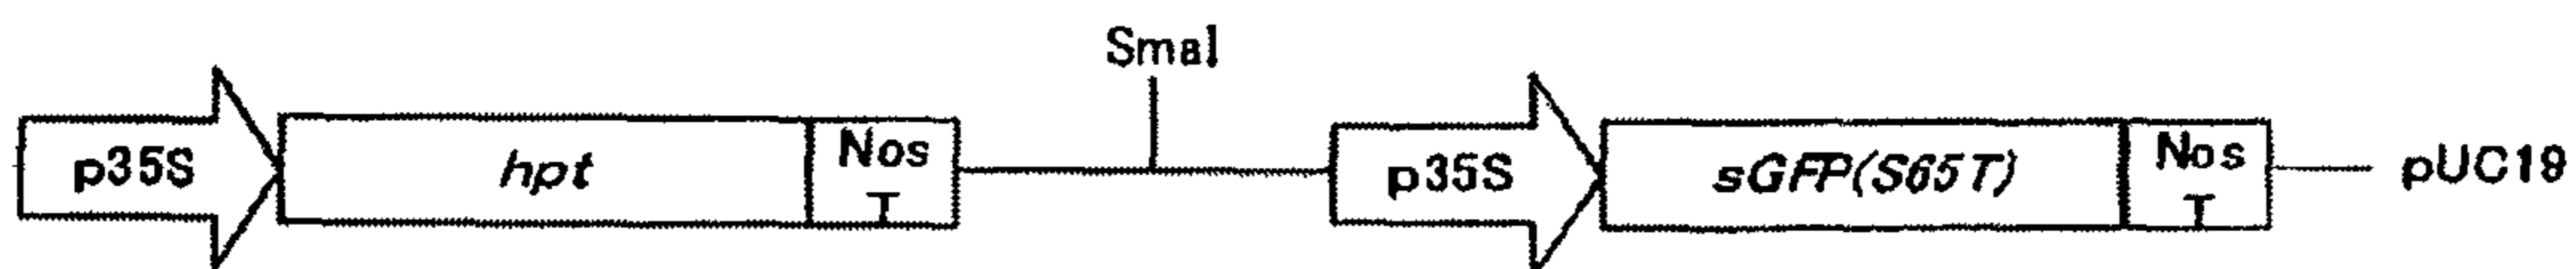 SmaI
p35S hpt Nos T p35S sGFP(S65T) Nos T pUC19